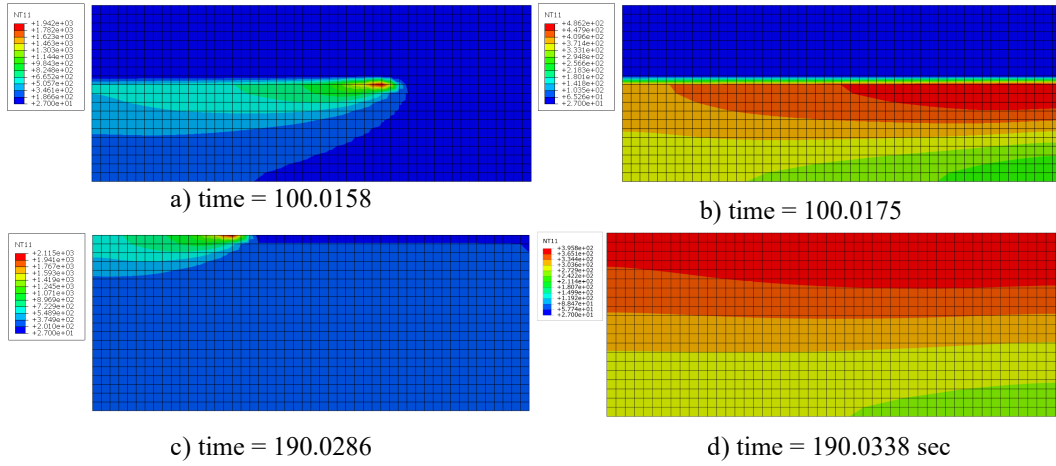 NT11
+1.942e+03
+1.782e+03
+1.623e+03
+1.463e+03
+1.303e+03
+1.144e+03
+9.843e+02
+8.248e+02
+6.652e+02
+5.057e+02
+3.461e+02
+1.866e+02
+2.700e+01
a) time = 100.0158
NT11
+4.862e+02
+4.479e+02
+4.096e+02
+3.714e+02
+3.331e+02
+2.948e+02
+2.566e+02
+2.183e+02
+1.801e+02
+1.418e+02
+1.035e+02
+6.526e+01
+2.700e+01
b) time = 100.0175
NT11
+2.115e+03
+1.941e+03
+1.767e+03
+1.593e+03
+1.419e+03
+1.245e+03
+1.071e+03
+8.969e+02
+7.229e+02
+5.489e+02
+3.749e+02
+2.010e+02
+2.700e+01
c) time = 190.0286
NT11
+3.958e+02
+3.651e+02
+3.344e+02
+3.036e+02
+2.729e+02
+2.422e+02
+2.114e+02
+1.807e+02
+1.499e+02
+1.192e+02
+8.847e+01
+5.774e+01
+2.700e+01
d) time = 190.0338 sec